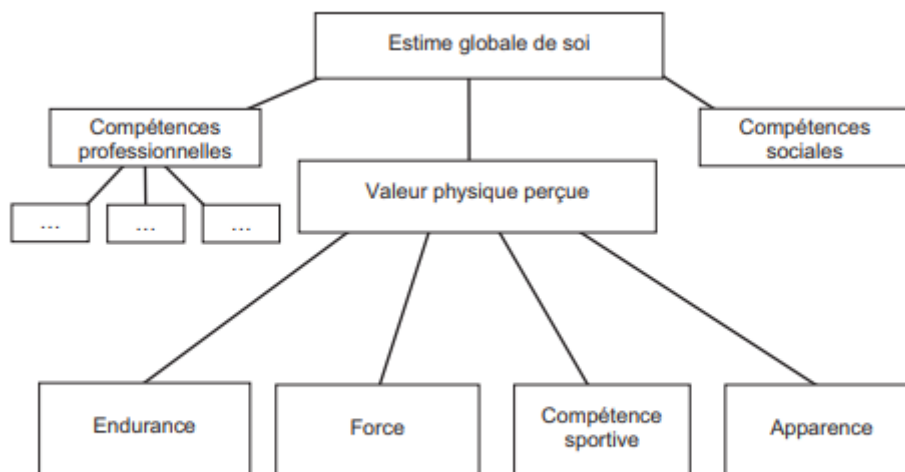 Estime globale de soi
Compétences
professionnelles
Compétences
sociales
Valeur physique perçue
...
...
...
Endurance
Force
Compétence
sportive
Apparence